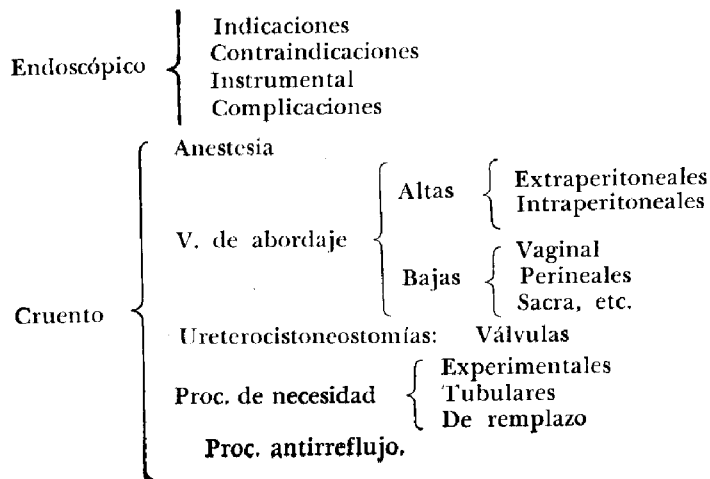 Endoscópico
Indicaciones
Contraindicaciones
Instrumental
Complicaciones
Cruento
Anestesia
V. de abordaje
Altas
Extraperitoneales
Intraperitoneales
Bajas
Vaginal
Perineales
Sacra, etc.
Ureterocistoneostomías: Válvulas
Proc. de necesidad
Experimentales
Tubulares
De remplazo
Proc. antirreflujo.